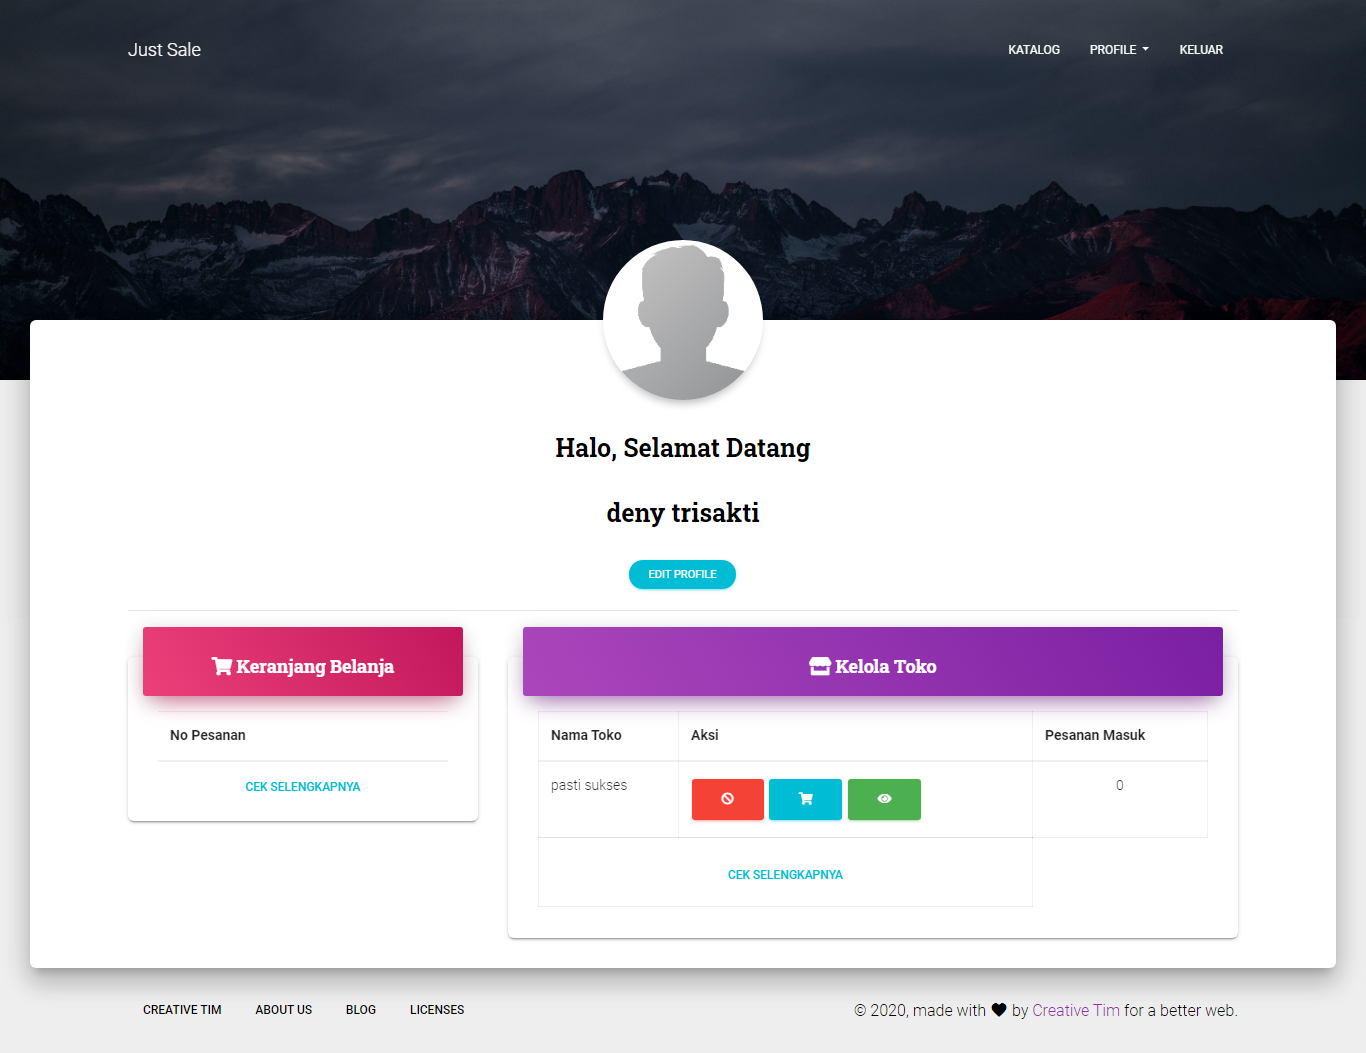 Just Sale
KATALOG
PROFILE
KELUAR
Halo, Selamat Datang
deny trisakti
EDIT PROFILE
Keranjang Belanja
No Pesanan
CEK SELENGKAPNYA
Kelola Toko
Nama Toko Aksi Pesanan Masuk
pasti sukses 0
CEK SELENGKAPNYA
CREATIVE TIM ABOUT US BLOG LICENSES
© 2020, made with by Creative Tim for a better web.